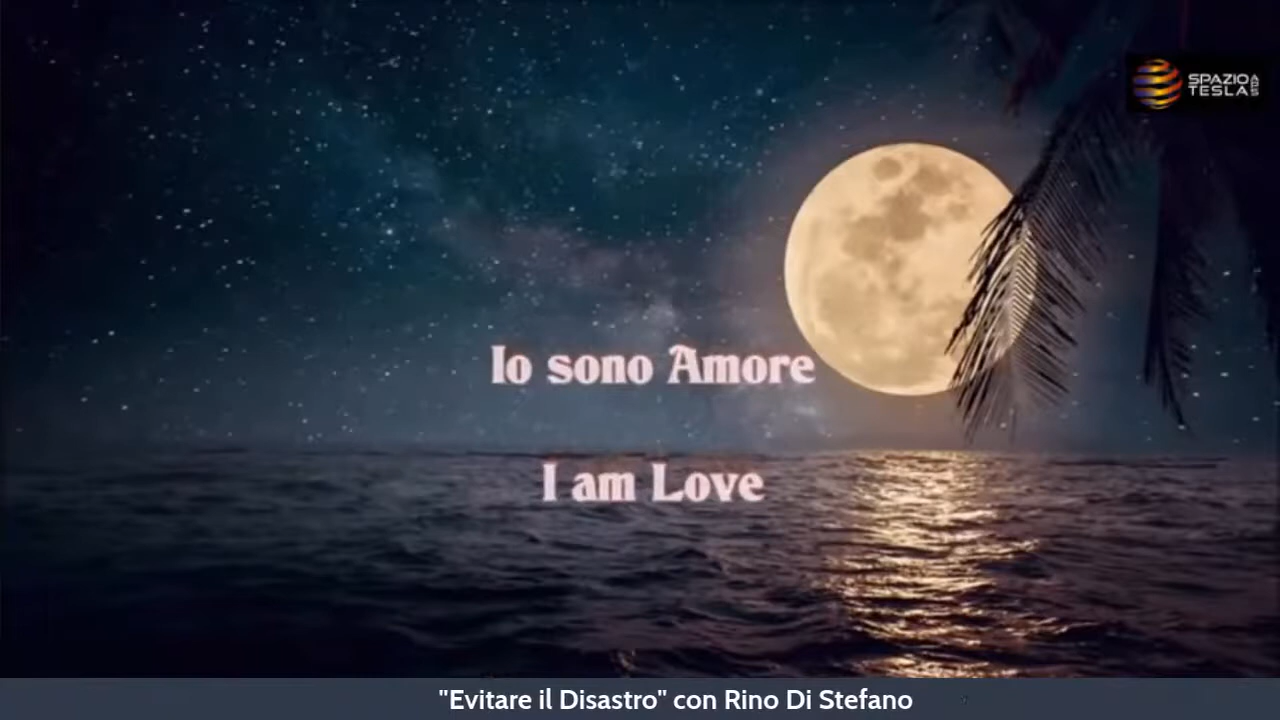 SPAZIO
TESLA
Io sono Amore
I am Love
"Evitare il Disastro" con Rino Di Stefano